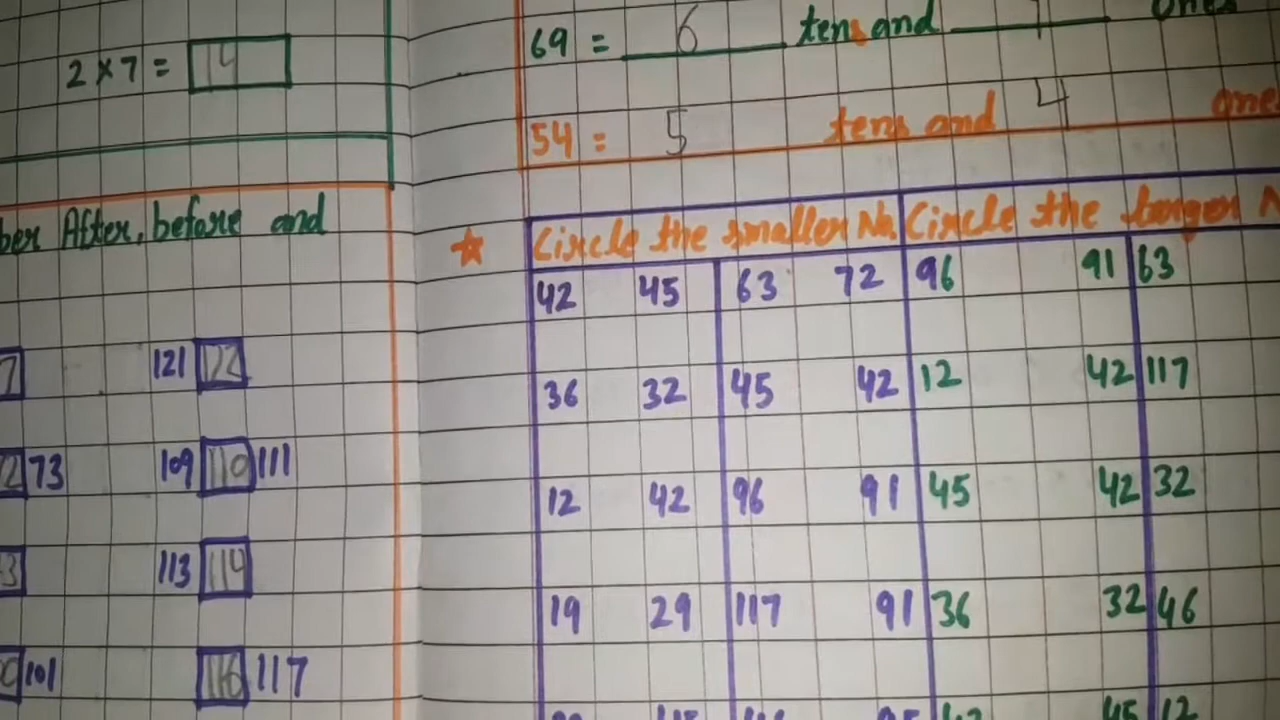 2 × 7 = 14
After, before and
121 122
73 109 110 111
113 114
101 116 117
69 = 6 tens and
54 = 5 tens and 4 ones
Circle the smaller No. Circle the larger
42 45 63 72 96 91 63
36 32 45 42 12 42 117
12 42 96 91 45 42 32
19 29 117 91 36 32 46